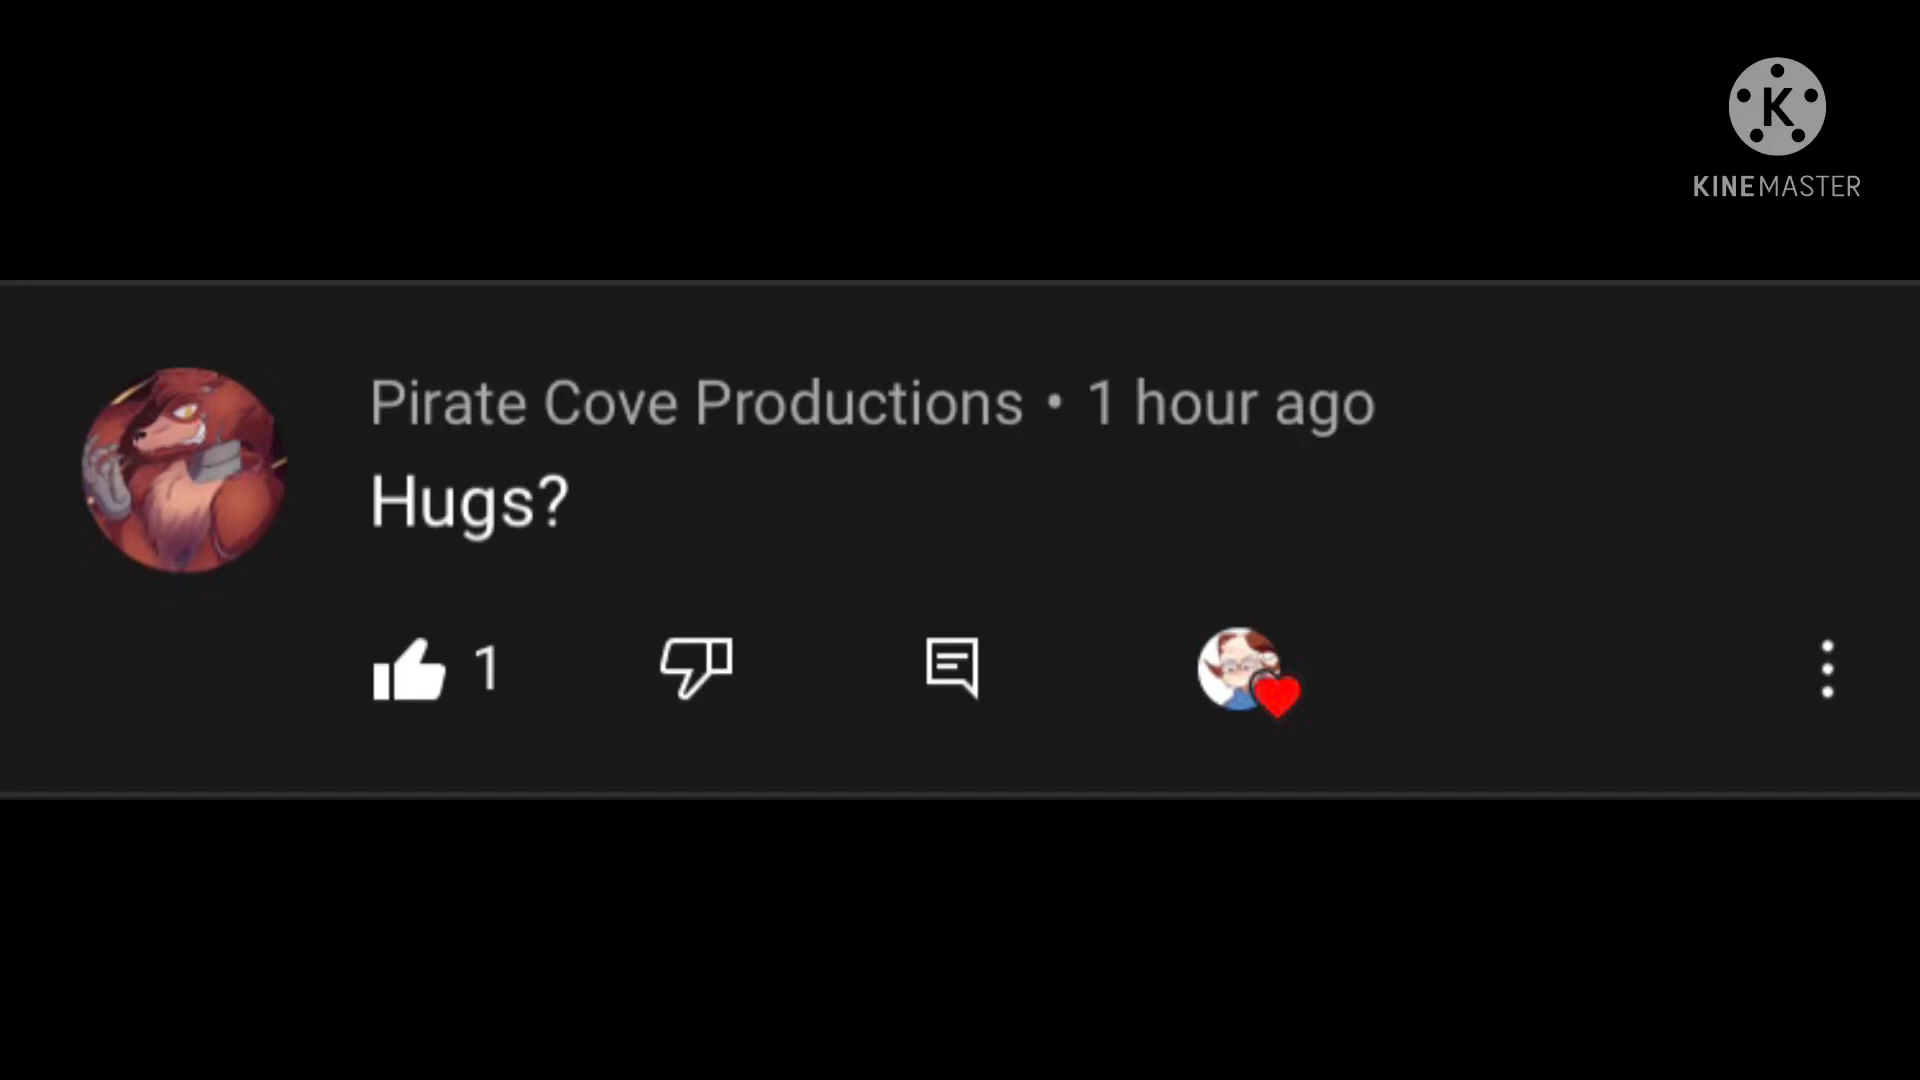 K
KINEMASTER
Pirate Cove Productions • 1 hour ago
Hugs?
1